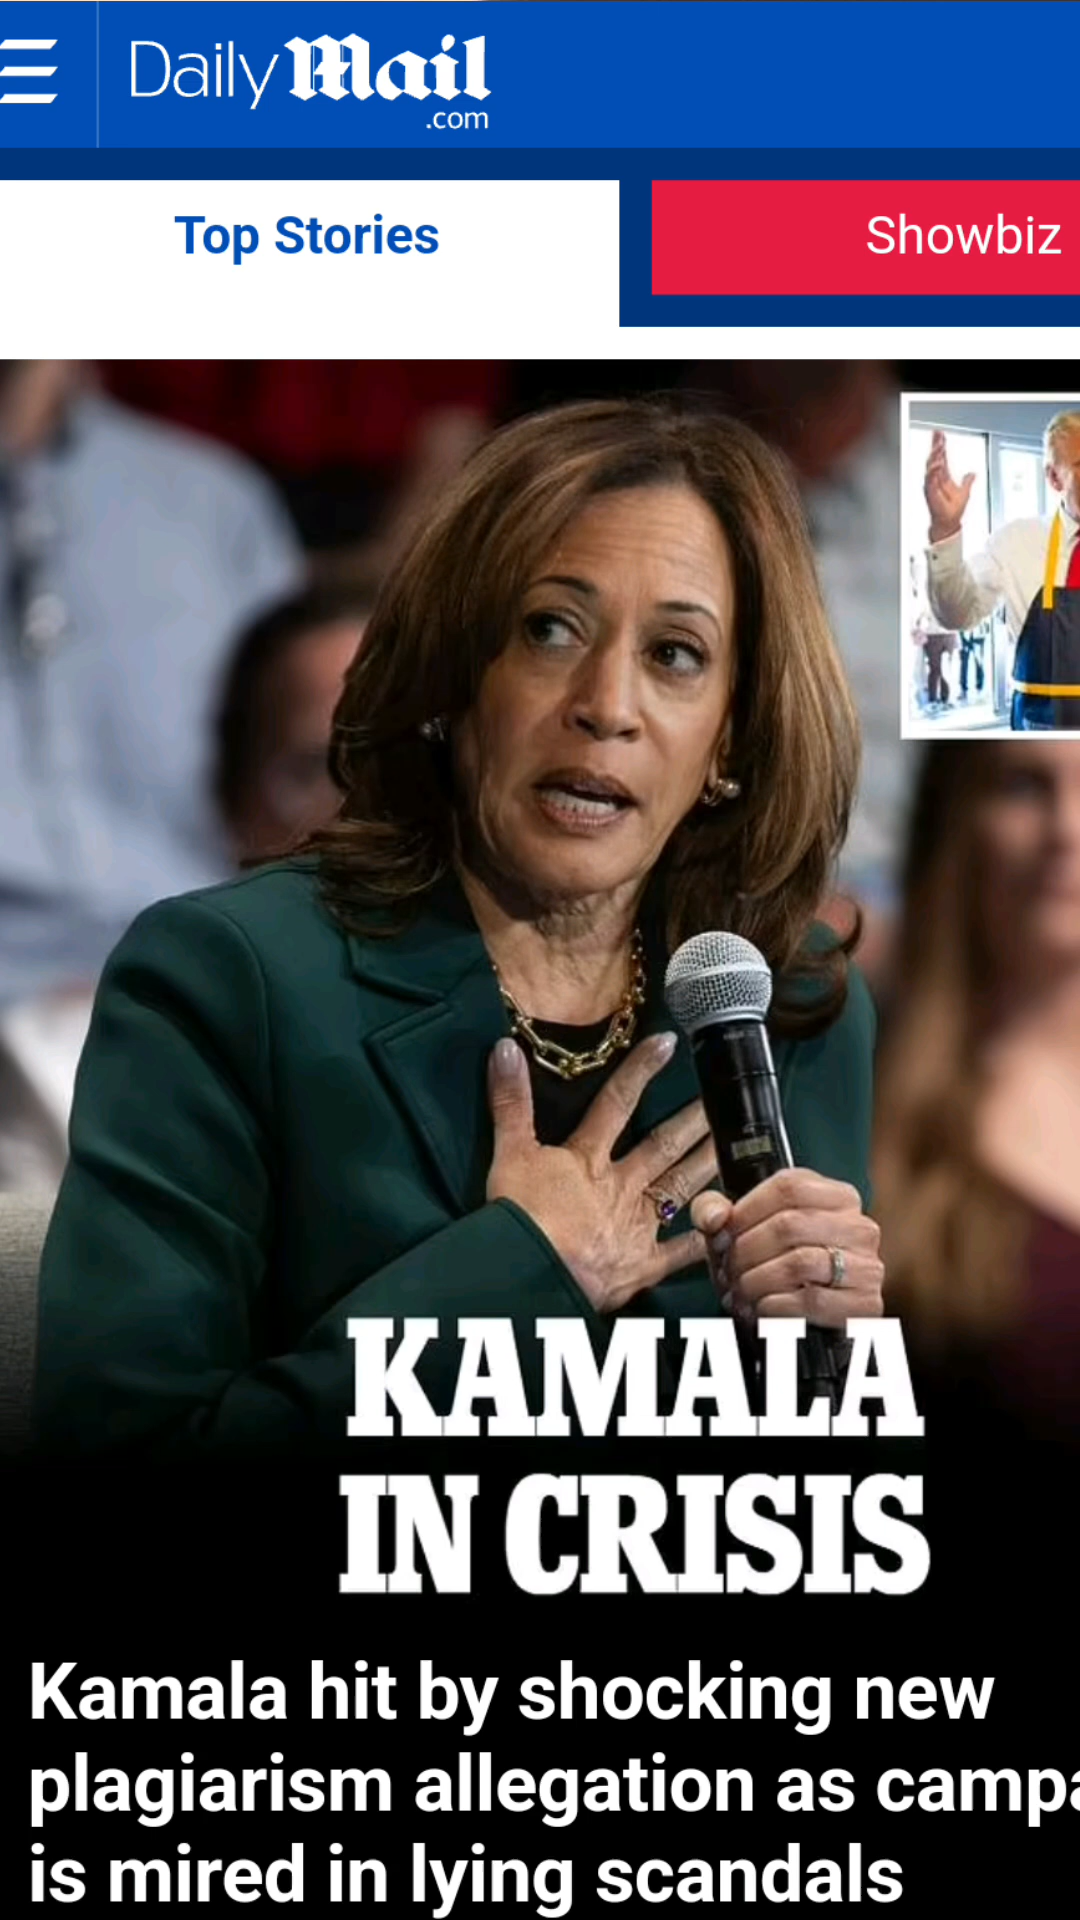 Daily Mail
.com
Top Stories
Showbiz
KAMALA
IN CRISIS
Kamala hit by shocking new
plagiarism allegation as campa
is mired in lying scandals